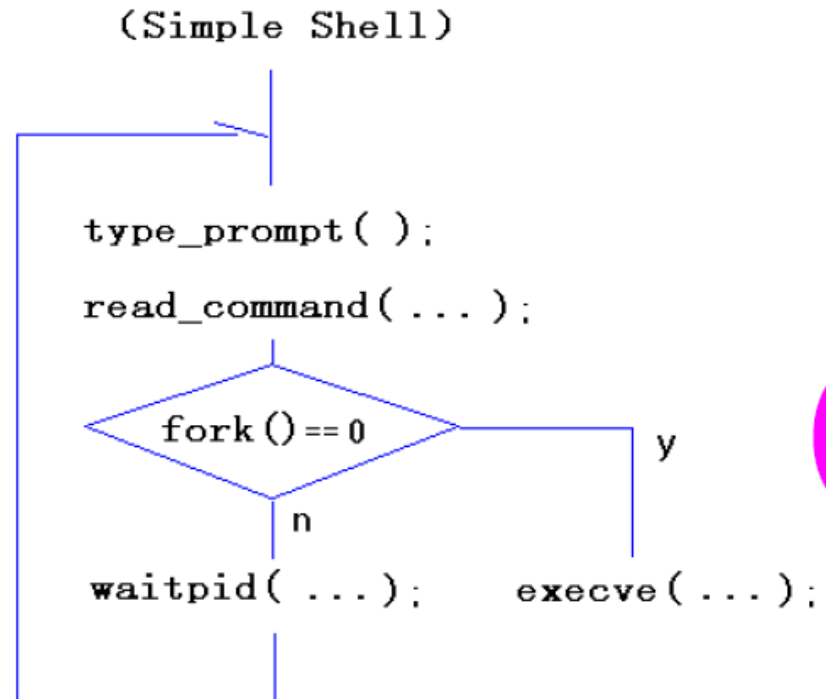 (Simple Shell)
type_prompt( );
read_command( ... );
fork()==0
y
n
waitpid( ...);
execve(...);